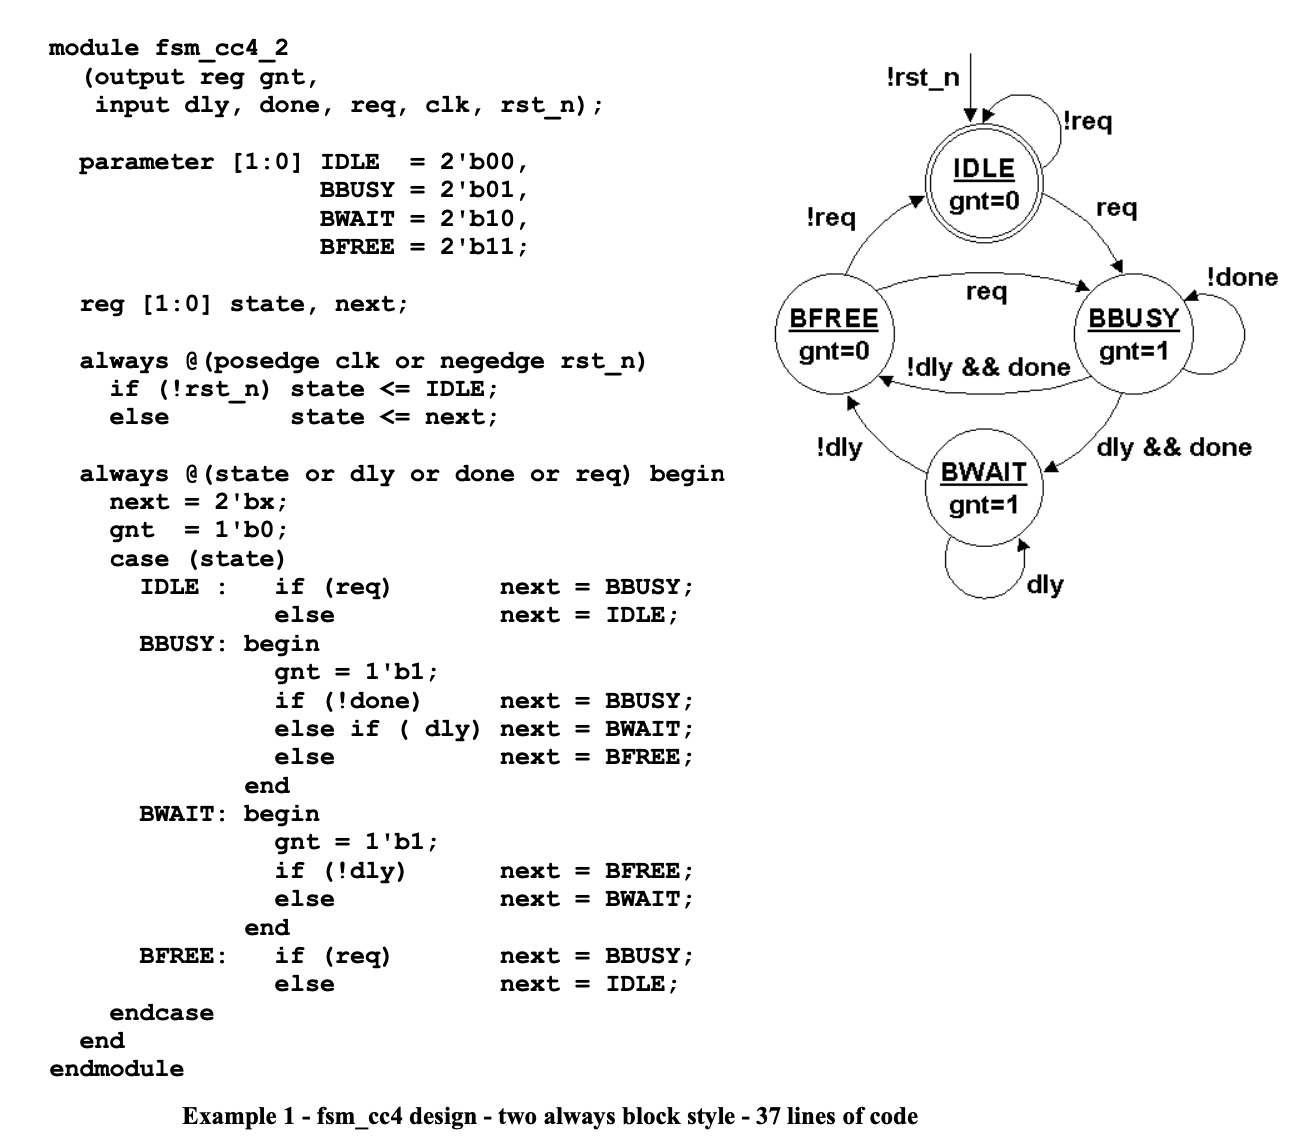 module fsm_cc4_2
  (output reg gnt,
   input dly, done, req, clk, rst_n);

  parameter [1:0] IDLE  = 2'b00,
                  BBUSY = 2'b01,
                  BWAIT = 2'b10,
                  BFREE = 2'b11;

  reg [1:0] state, next;

  always @(posedge clk or negedge rst_n)
    if (!rst_n) state <= IDLE;
    else        state <= next;

  always @(state or dly or done or req) begin
    next = 2'bx;
    gnt  = 1'b0;
    case (state)
      IDLE :   if (req)       next = BBUSY;
               else           next = IDLE;
      BBUSY: begin
               gnt = 1'b1;
               if (!done)     next = BBUSY;
               else if ( dly) next = BWAIT;
               else           next = BFREE;
             end
      BWAIT: begin
               gnt = 1'b1;
               if (!dly)      next = BFREE;
               else           next = BWAIT;
             end
      BFREE:   if (req)       next = BBUSY;
               else           next = IDLE;
    endcase
  end
endmodule
!rst_n
!req
IDLE
gnt=0
!req
req
!done
req
BFREE
gnt=0
BBUSY
gnt=1
!dly && done
!dly
dly && done
BWAIT
gnt=1
dly
Example 1 - fsm_cc4 design - two always block style - 37 lines of code